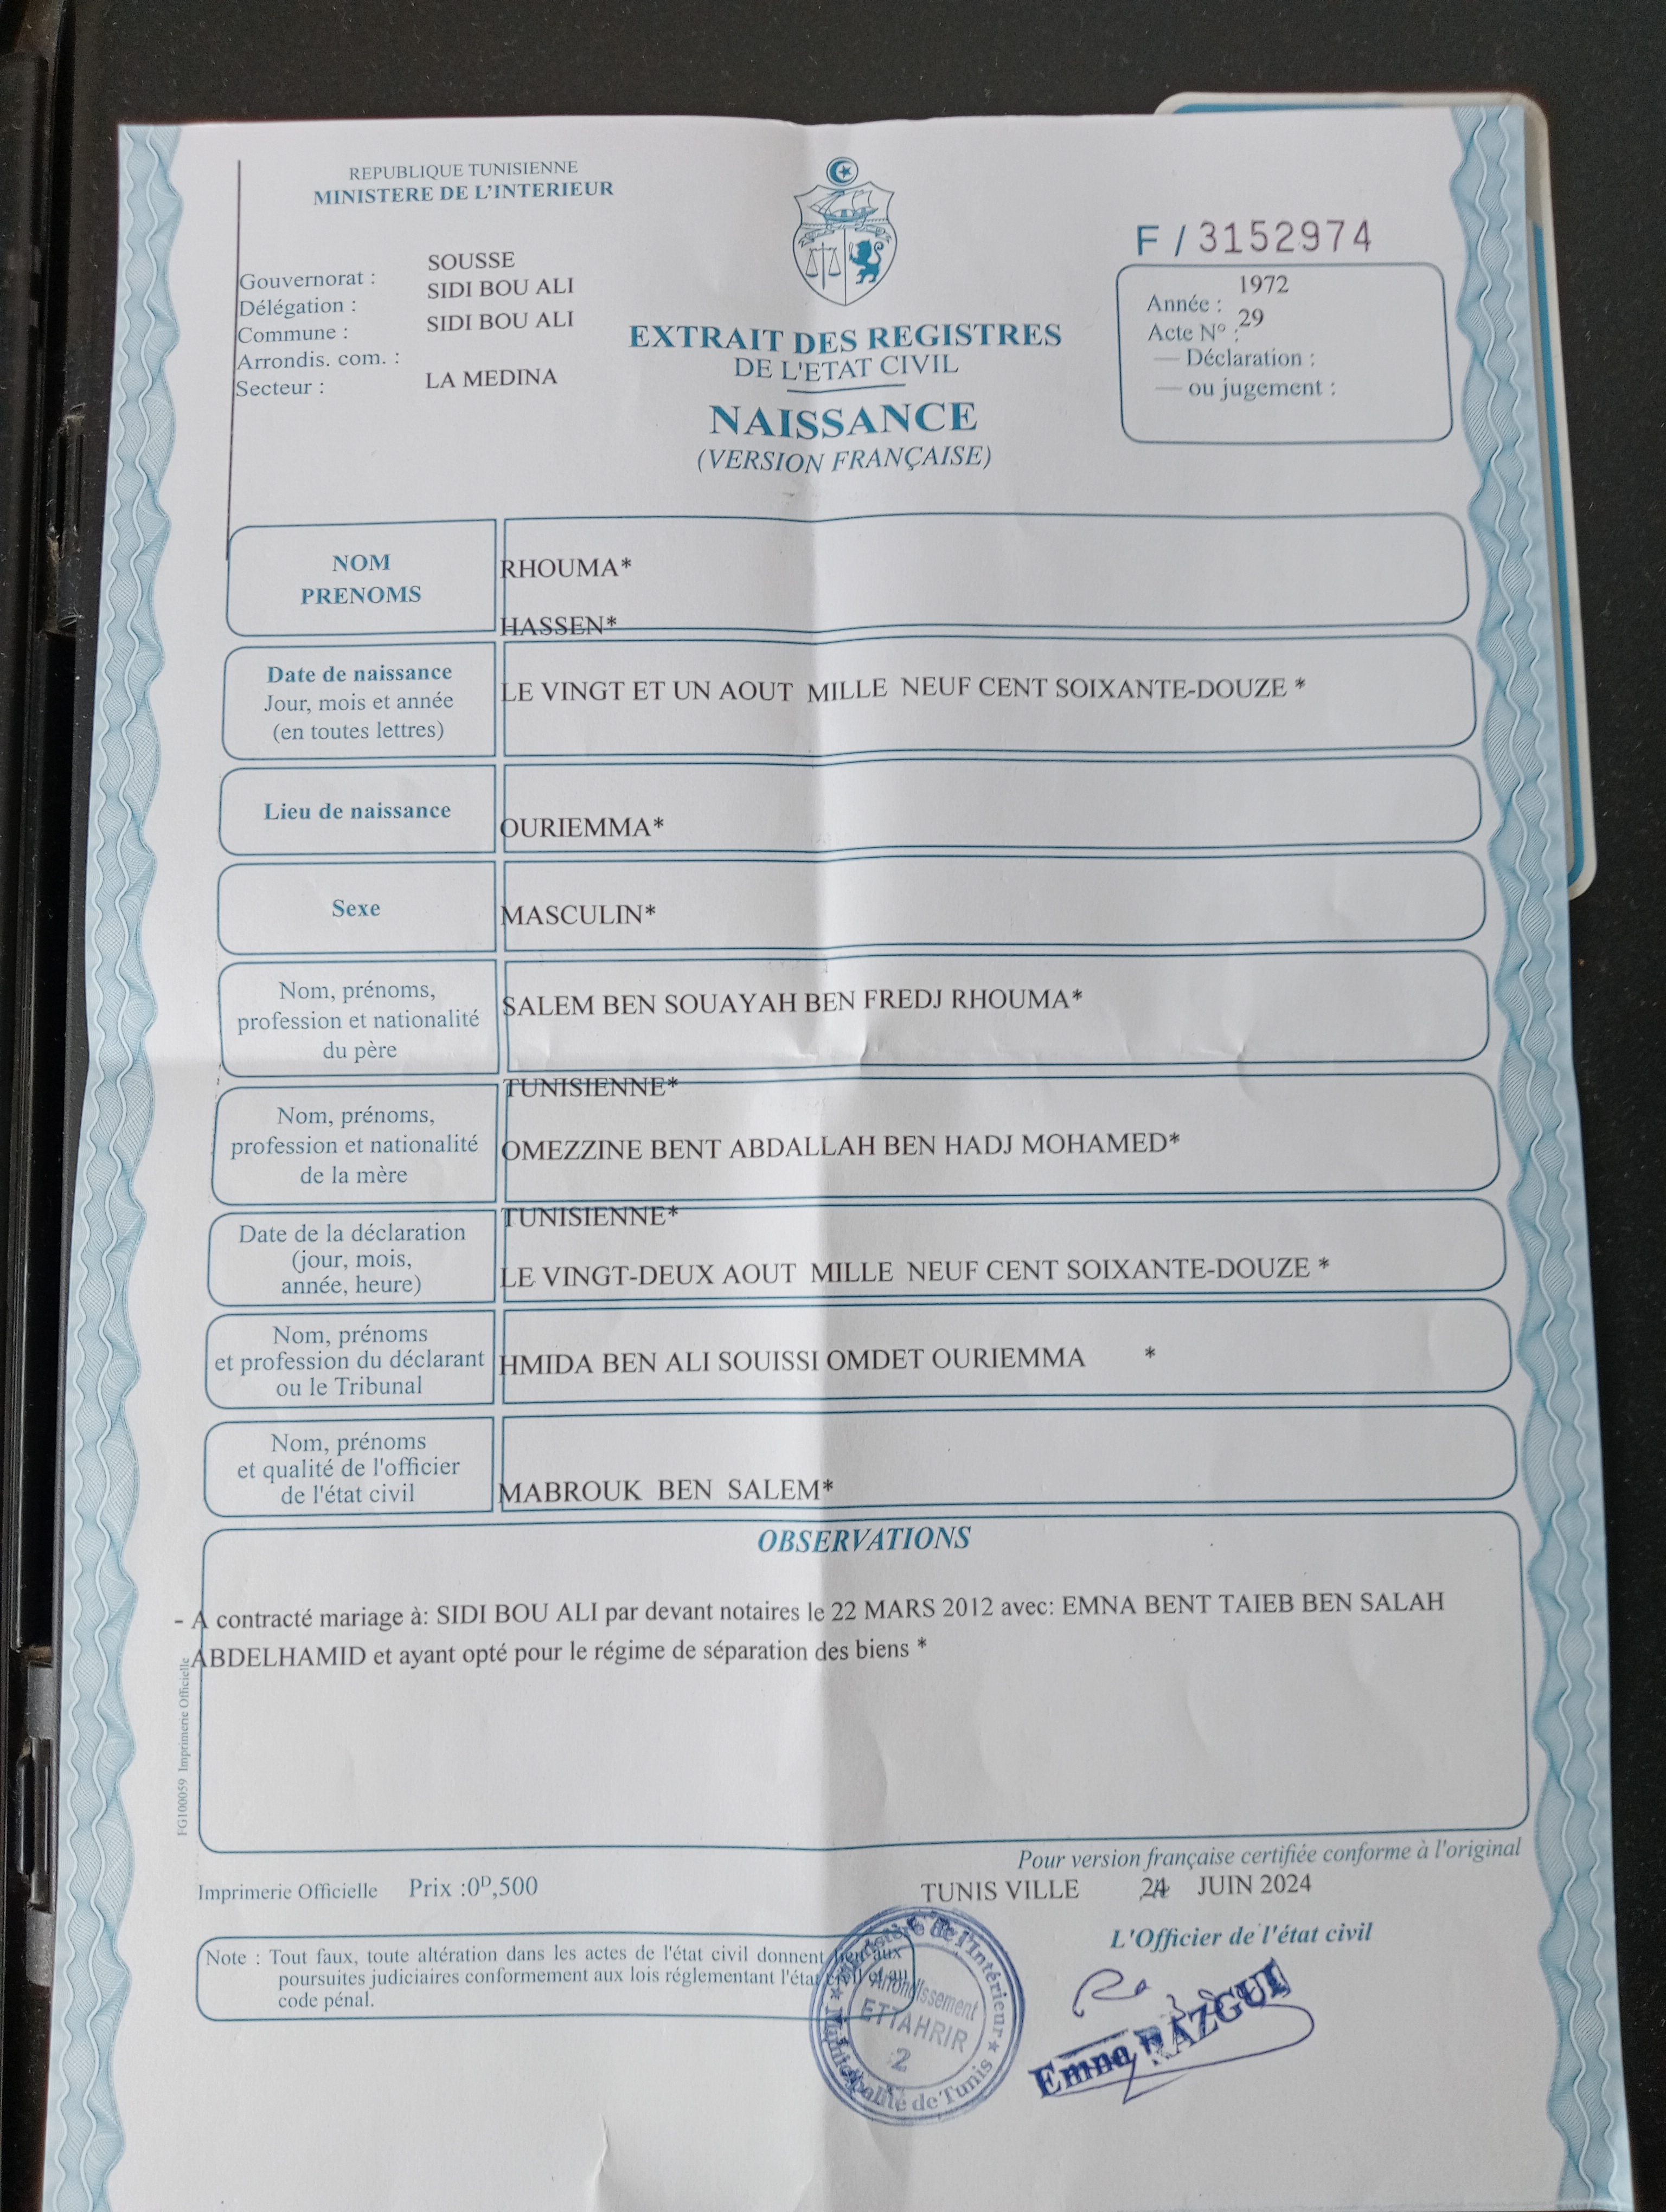 REPUBLIQUE TUNISIENNE
MINISTERE DE L'INTERIEUR
Gouvernorat : SOUSSE
Délégation : SIDI BOU ALI
Commune : SIDI BOU ALI
Arrondis. com. :
Secteur : LA MEDINA
EXTRAIT DES REGISTRES
DE L'ETAT CIVIL
NAISSANCE
(VERSION FRANÇAISE)
F / 3152974
Année : 1972
Acte N° : 29
— Déclaration :
— ou jugement :
NOM
PRENOMS
RHOUMA*
HASSEN*
Date de naissance
Jour, mois et année
(en toutes lettres)
LE VINGT ET UN AOUT MILLE NEUF CENT SOIXANTE-DOUZE *
Lieu de naissance
OURIEMMA*
Sexe
MASCULIN*
Nom, prénoms,
profession et nationalité
du père
SALEM BEN SOUAYAH BEN FREDJ RHOUMA*
TUNISIENNE*
Nom, prénoms,
profession et nationalité
de la mère
OMEZZINE BENT ABDALLAH BEN HADJ MOHAMED*
TUNISIENNE*
Date de la déclaration
(jour, mois,
année, heure)
LE VINGT-DEUX AOUT MILLE NEUF CENT SOIXANTE-DOUZE *
Nom, prénoms
et profession du déclarant
ou le Tribunal
HMIDA BEN ALI SOUISSI OMDET OURIEMMA *
Nom, prénoms
et qualité de l'officier
de l'état civil
MABROUK BEN SALEM*
OBSERVATIONS
- A contracté mariage à: SIDI BOU ALI par devant notaires le 22 MARS 2012 avec: EMNA BENT TAIEB BEN SALAH
ABDELHAMID et ayant opté pour le régime de séparation des biens *
FG100059 Imprimerie Officielle
Pour version française certifiée conforme à l'original
Imprimerie Officielle Prix :0D,500
TUNIS VILLE 24 JUIN 2024
L'Officier de l'état civil
Note : Tout faux, toute altération dans les actes de l'état civil donnent lieu aux
poursuites judiciaires conformement aux lois réglementant l'état civil et au
code pénal.
Ministère de l'Intérieur
Arrondissement
ETTAHRIR
2
Municipalité de Tunis
Emna RAZGUI